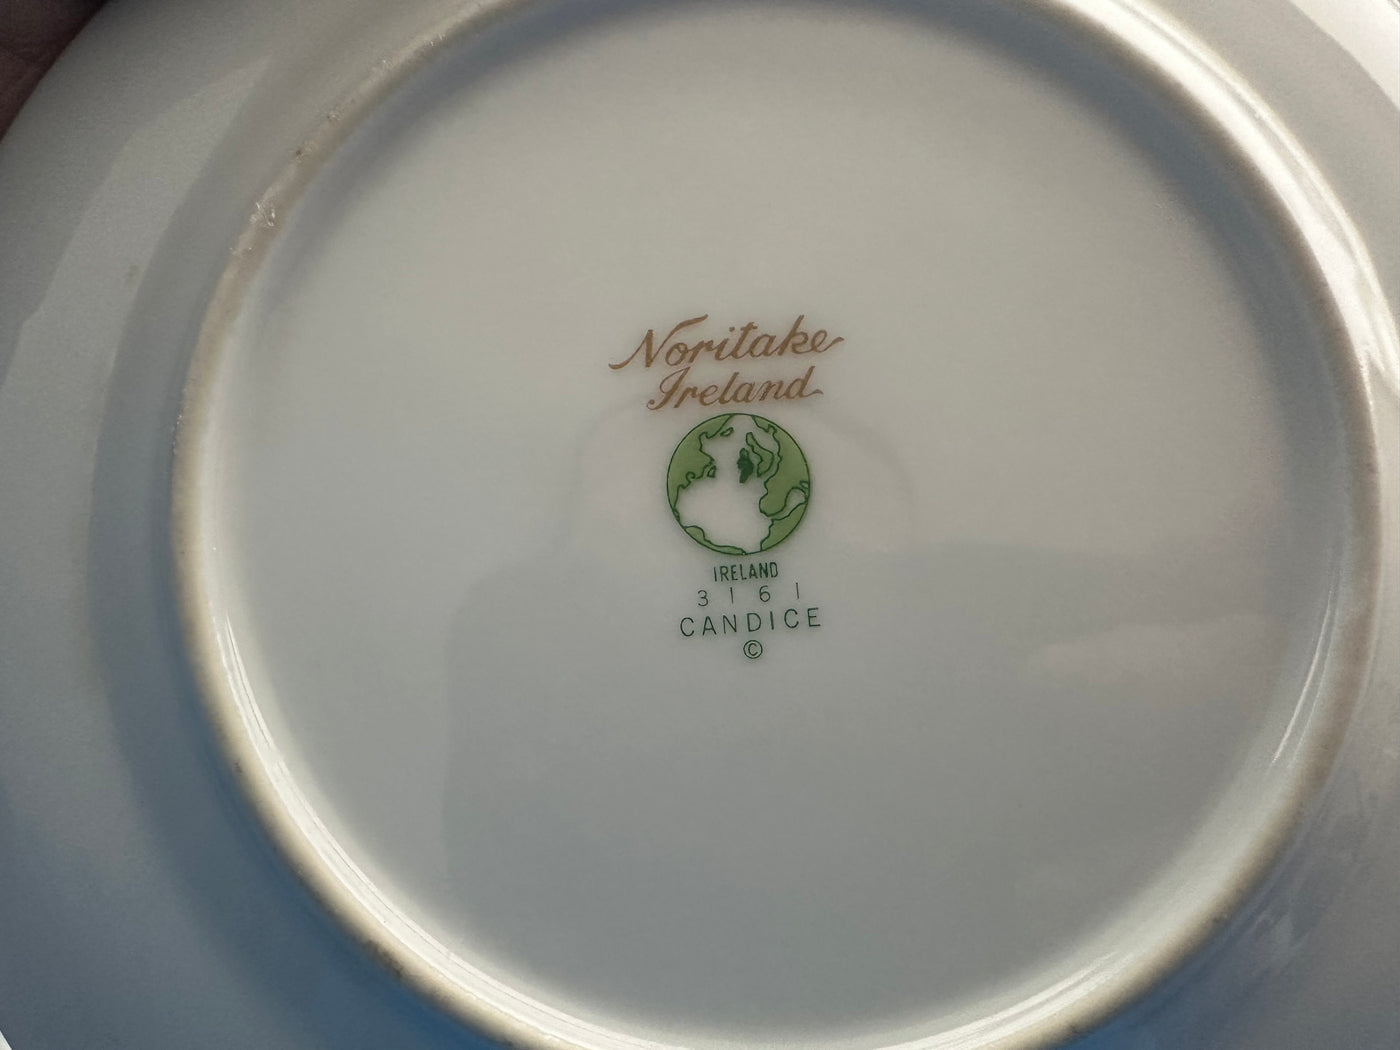 Noritake
Ireland
IRELAND
3161
CANDICE
©